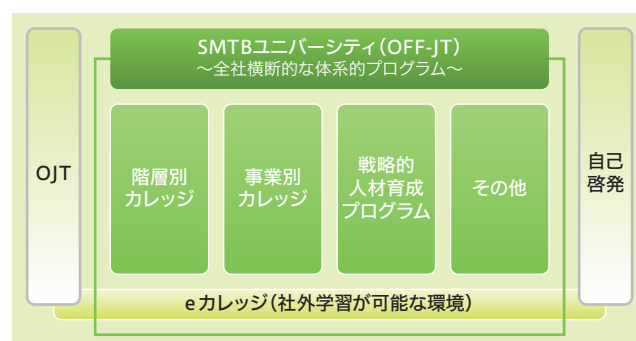 SMTBユニバーシティ（OFF-JT）
～全社横断的な体系的プログラム～
OJT
階層別
カレッジ
事業別
カレッジ
戦略的
人材育成
プログラム
その他
自己
啓発
eカレッジ（社外学習が可能な環境）